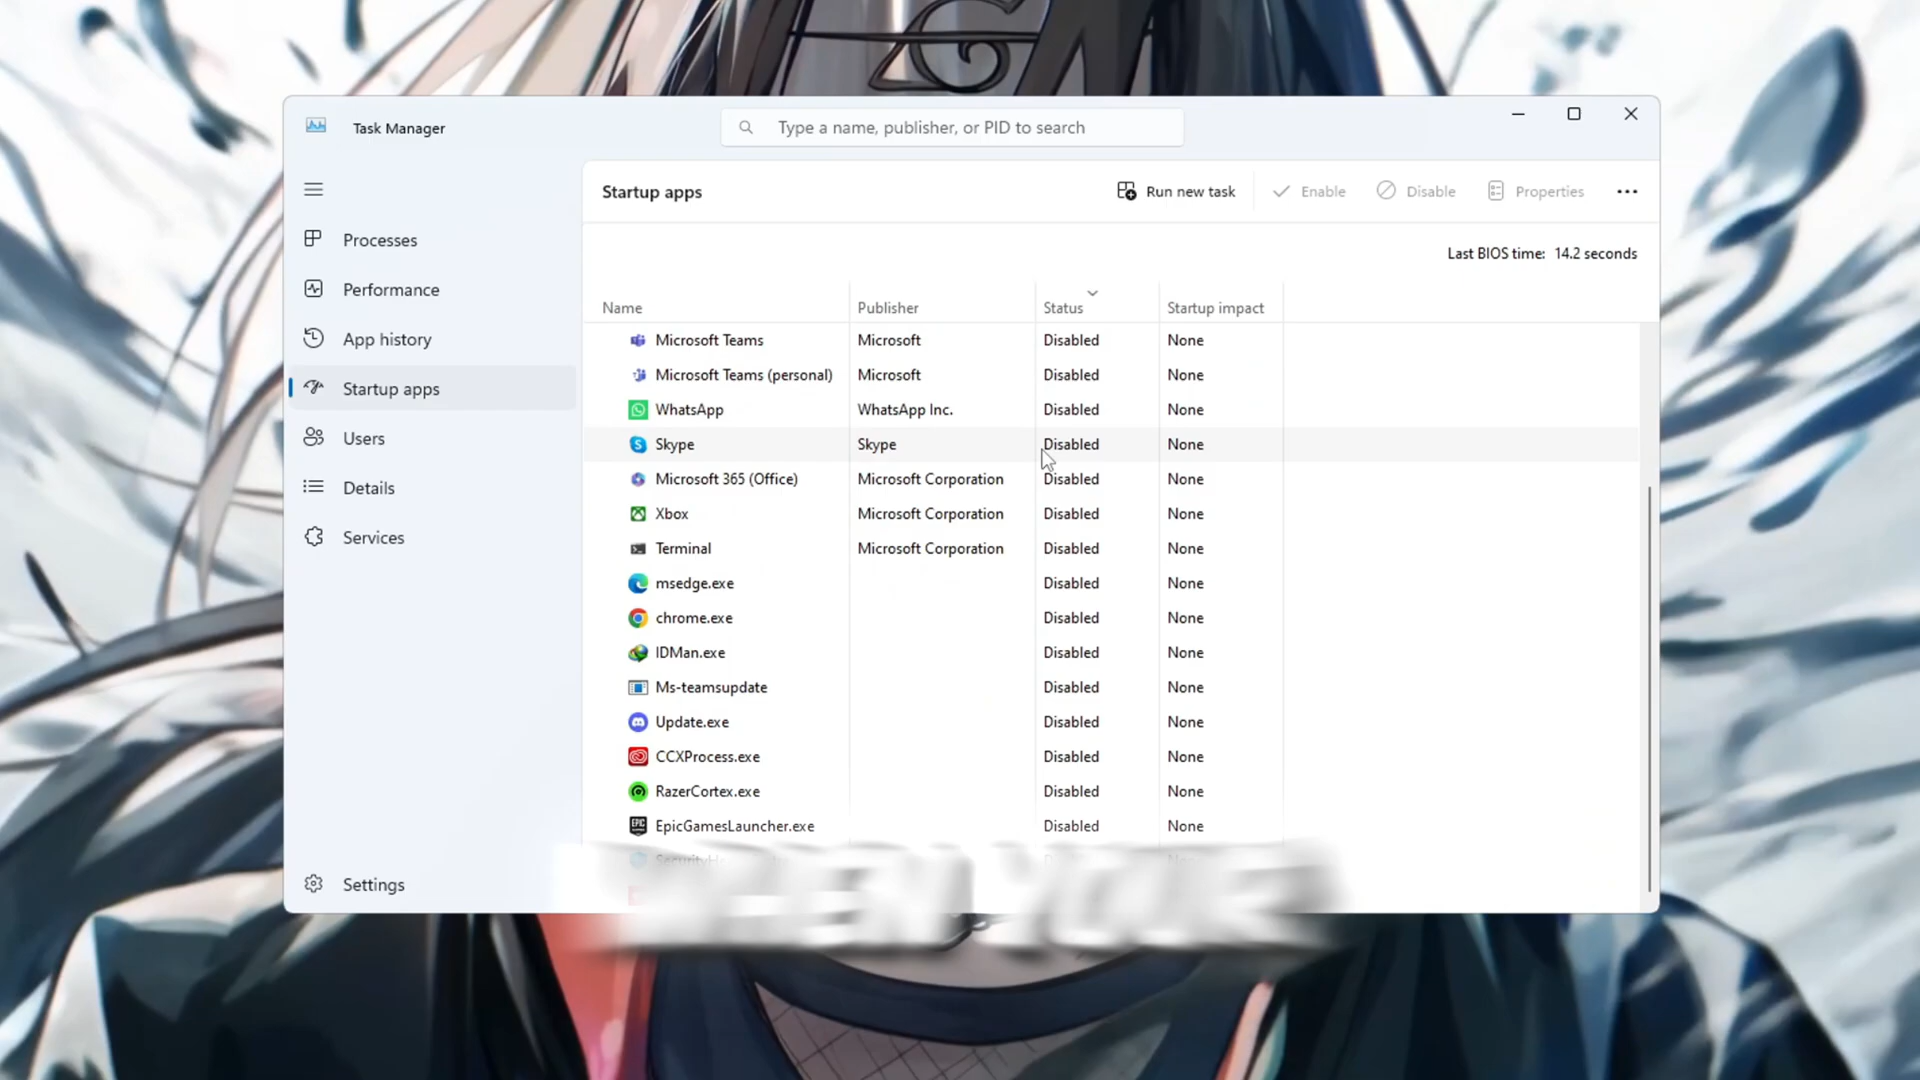 Task Manager
Type a name, publisher, or PID to search
Startup apps
Run new task
Enable
Disable
Properties
Last BIOS time: 14.2 seconds
Processes
Performance
App history
Startup apps
Users
Details
Services
Settings
Name Publisher Status Startup impact
Microsoft Teams Microsoft Disabled None
Microsoft Teams (personal) Microsoft Disabled None
WhatsApp WhatsApp Inc. Disabled None
Skype Skype Disabled None
Microsoft 365 (Office) Microsoft Corporation Disabled None
Xbox Microsoft Corporation Disabled None
Terminal Microsoft Corporation Disabled None
msedge.exe Disabled None
chrome.exe Disabled None
IDMan.exe Disabled None
Ms-teamsupdate Disabled None
Update.exe Disabled None
CCXProcess.exe Disabled None
RazerCortex.exe Disabled None
EPIC EpicGamesLauncher.exe Disabled None